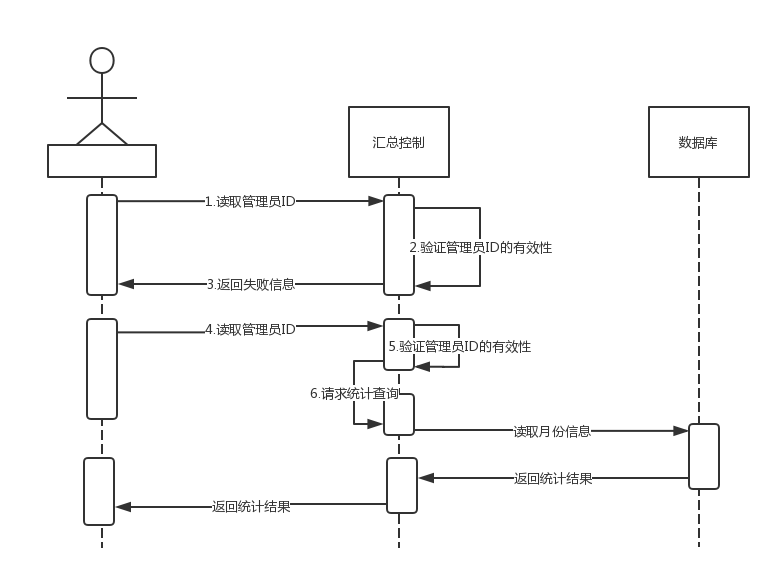 汇总控制
数据库
1.读取管理员ID
2.验证管理员ID的有效性
3.返回失败信息
4.读取管理员ID
5.验证管理员ID的有效性
6.请求统计查询
读取月份信息
返回统计结果
返回统计结果